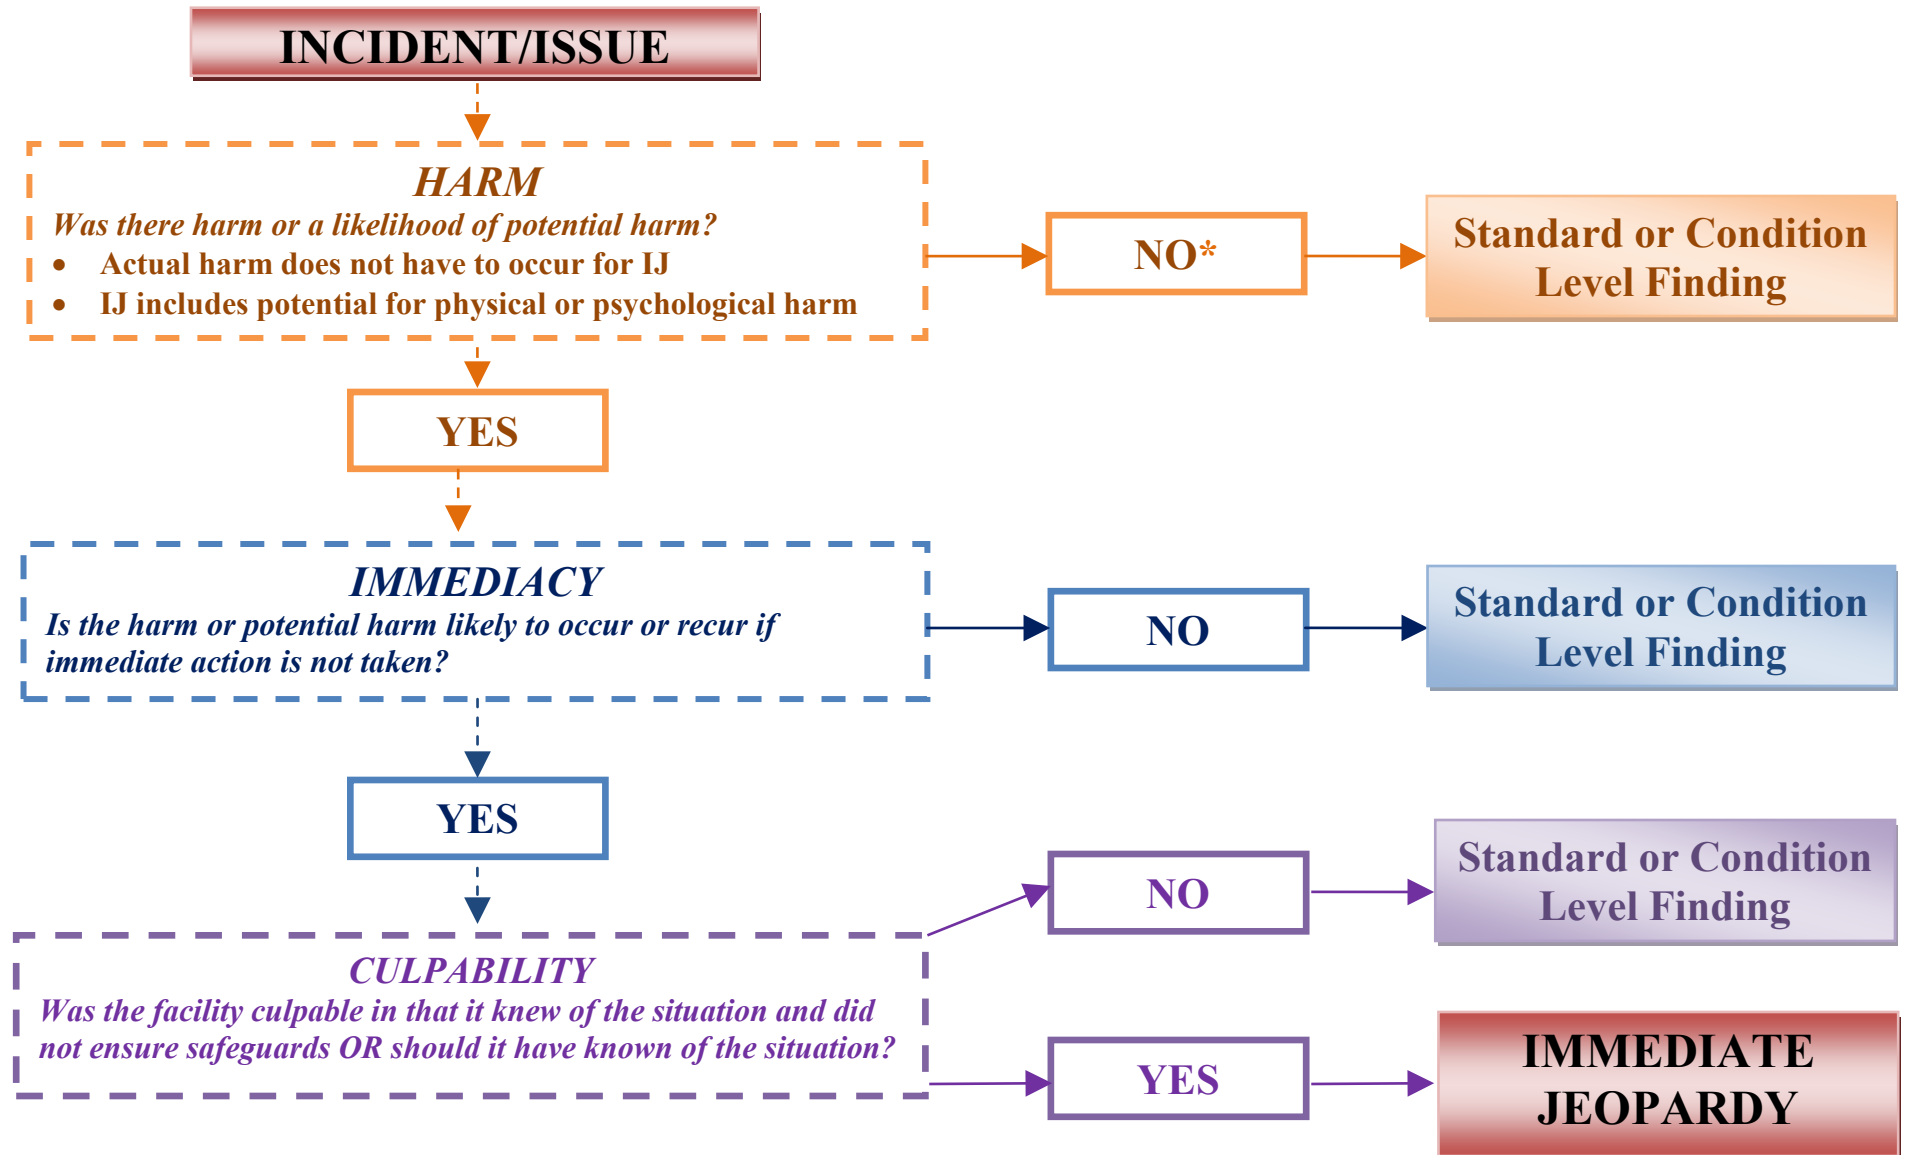 INCIDENT/ISSUE
HARM
Was there harm or a likelihood of potential harm?
• Actual harm does not have to occur for IJ
• IJ includes potential for physical or psychological harm
NO*
Standard or Condition
Level Finding
YES
IMMEDIACY
Is the harm or potential harm likely to occur or recur if
immediate action is not taken?
NO
Standard or Condition
Level Finding
YES
CULPABILITY
Was the facility culpable in that it knew of the situation and did
not ensure safeguards OR should it have known of the situation?
NO
Standard or Condition
Level Finding
YES
IMMEDIATE
JEOPARDY